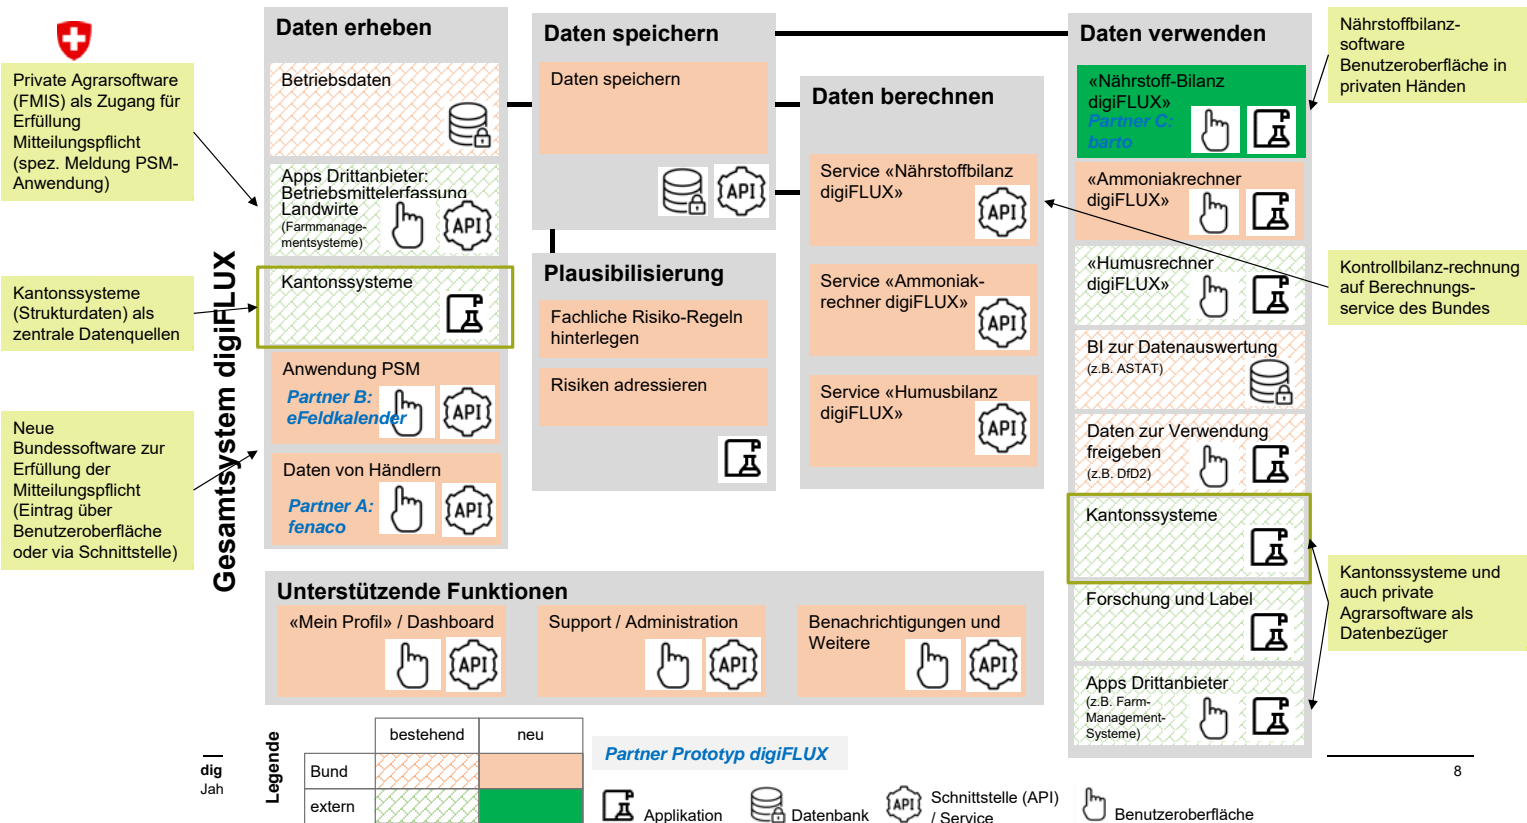 Private Agrarsoftware
(FMIS) als Zugang für
Erfüllung
Mitteilungspflicht
(spez. Meldung PSM-
Anwendung)
Kantonssysteme
(Strukturdaten) als
zentrale Datenquellen
Neue
Bundessoftware zur
Erfüllung der
Mitteilungspflicht
(Eintrag über
Benutzeroberfläche
oder via Schnittstelle)
Gesamtsystem digiFLUX
Daten erheben
Betriebsdaten
Apps Drittanbieter:
Betriebsmittelerfassung
Landwirte
(Farmmanage-
mentsysteme)
API
Kantonssysteme
Anwendung PSM
Partner B:
eFeldkalender
API
Daten von Händlern
Partner A:
fenaco
API
Daten speichern
Daten speichern
API
Plausibilisierung
Fachliche Risiko-Regeln
hinterlegen
Risiken adressieren
Daten berechnen
Service «Nährstoffbilanz
digiFLUX»
API
Service «Ammoniak-
rechner digiFLUX»
API
Service «Humusbilanz
digiFLUX»
API
Daten verwenden
«Nährstoff-Bilanz
digiFLUX»
Partner C:
barto
«Ammoniakrechner
digiFLUX»
«Humusrechner
digiFLUX»
BI zur Datenauswertung
(z.B. ASTAT)
Daten zur Verwendung
freigeben
(z.B. DfD2)
Kantonssysteme
Forschung und Label
Apps Drittanbieter
(z.B. Farm-
Management-
Systeme)
Nährstoffbilanz-
software
Benutzeroberfläche in
privaten Händen
Kontrollbilanz-rechnung
auf Berechnungs-
service des Bundes
Kantonssysteme und
auch private
Agrarsoftware als
Datenbezüger
Unterstützende Funktionen
«Mein Profil» / Dashboard
API
Support / Administration
API
Benachrichtigungen und
Weitere
API
dig
Jah
Legende
bestehend neu
Bund
extern
Partner Prototyp digiFLUX
Applikation
Datenbank
API
Schnittstelle (API)
/ Service
Benutzeroberfläche
8